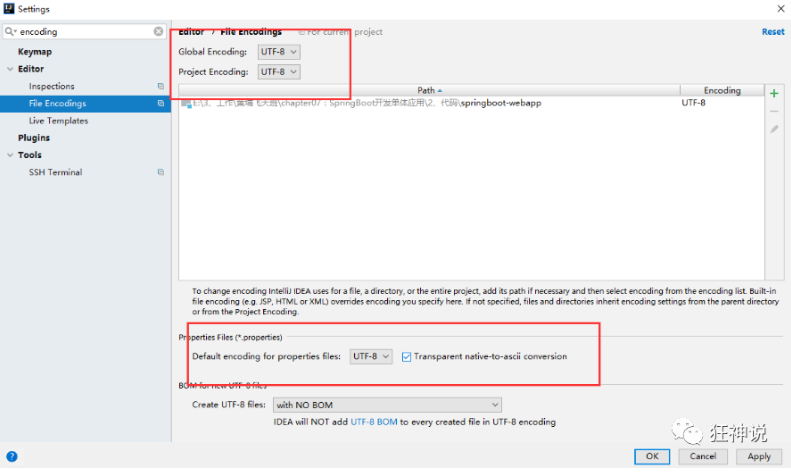 Settings
encoding
Keymap
Editor
Inspections
File Encodings
Live Templates
Plugins
Tools
SSH Terminal
Editor › File Encodings For current project Reset
Global Encoding: UTF-8
Project Encoding: UTF-8
Path Encoding
飞天班\chapter07：SpringBoot开发单体应用\2、代码\springboot-webapp UTF-8
To change encoding IntelliJ IDEA uses for a file, a directory, or the entire project, add its path if necessary and then select encoding from the encoding list. Built-in
file encoding (e.g. JSP, HTML or XML) overrides encoding you specify here. If not specified, files and directories inherit encoding settings from the parent directory
or from the Project Encoding.
Properties Files (*.properties)
Default encoding for properties files: UTF-8 Transparent native-to-ascii conversion
BOM for new UTF-8 files
Create UTF-8 files: with NO BOM
IDEA will NOT add UTF-8 BOM to every created file in UTF-8 encoding
狂神说
? OK Cancel Apply